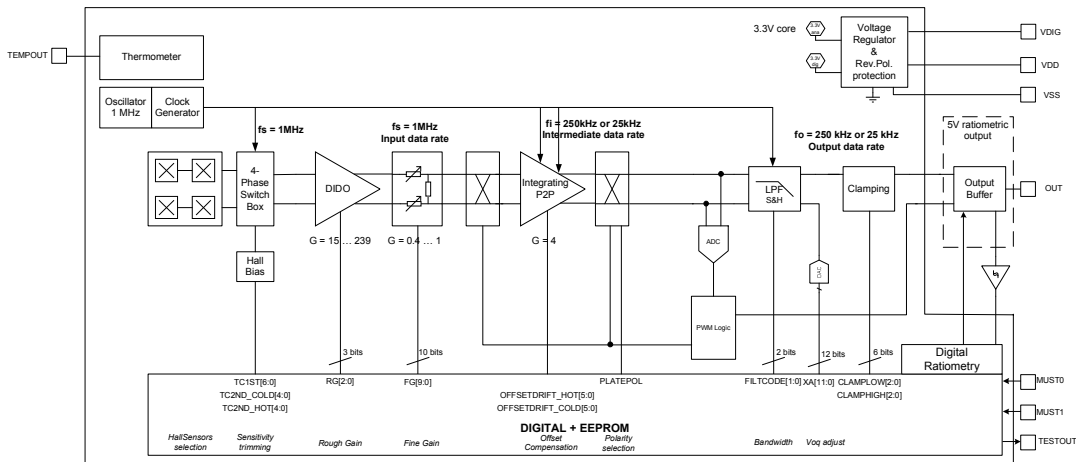 TEMPOUT
Thermometer
Oscillator
1 MHz
Clock
Generator
3.3V core
3.3V
ana
3.3V
dig
Voltage
Regulator
&
Rev.Pol.
protection
VDIG
VDD
VSS
fs = 1MHz
fs = 1MHz
Input data rate
fi = 250kHz or 25kHz
Intermediate data rate
fo = 250 kHz or 25 kHz
Output data rate
5V ratiometric
output
4-
Phase
Switch
Box
DIDO
Integrating
P2P
LPF
S&H
Clamping
Output
Buffer
OUT
Hall
Bias
G = 15 ... 239
G = 0.4 ... 1
G = 4
ADC
DAC
PWM Logic
3 bits
10 bits
2 bits
12 bits
6 bits
Digital
Ratiometry
TC1ST[6:0]
TC2ND_COLD[4:0]
TC2ND_HOT[4:0]
RG[2:0]
FG[9:0]
OFFSETDRIFT_HOT[5:0]
OFFSETDRIFT_COLD[5:0]
PLATEPOL
FILTCODE[1:0]
XA[11:0]
CLAMPLOW[2:0]
CLAMPHIGH[2:0]
MUST0
MUST1
TESTOUT
DIGITAL + EEPROM
HallSensors
selection
Sensitivity
trimming
Rough Gain
Fine Gain
Offset
Compensation
Polarity
selection
Bandwidth
Voq adjust